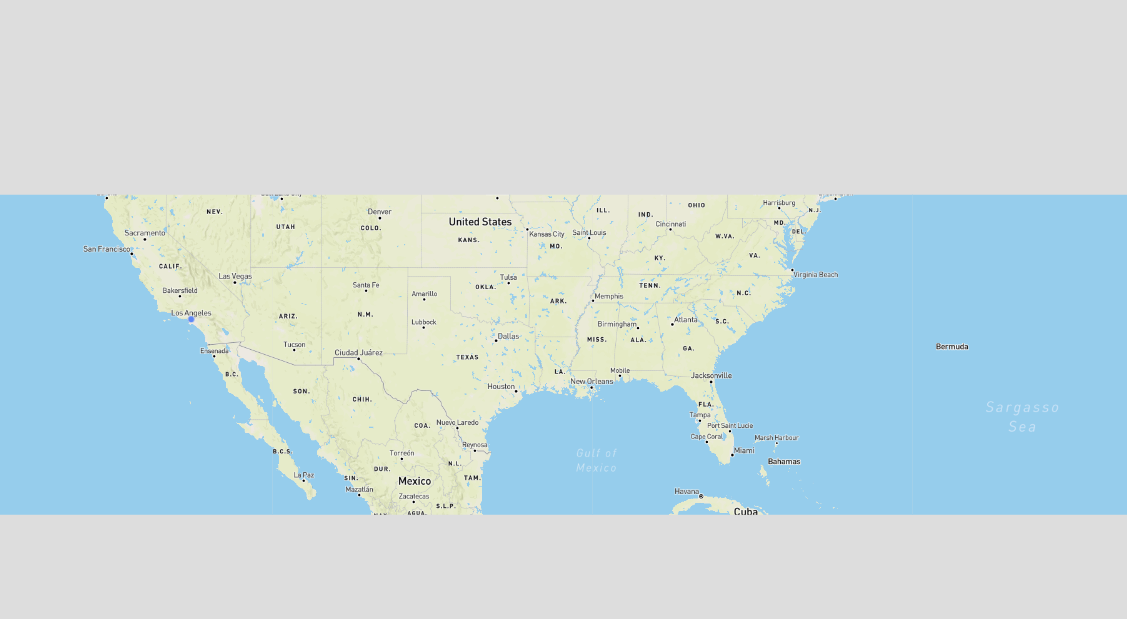 NEV.
OHIO
Harrisburg
ILL.
IND.
N.J.
Denver
United States
Cincinnati
MD.
UTAH
COLO.
Sacramento
Kansas City
Saint Louis
DEL
KANS.
MO.
W.VA.
San Francisco
KY.
VA.
CALIF.
Las Vegas
Tulsa
Virginia Beach
Santa Fe
OKLA.
TENN.
Bakersfield
Amarillo
ARK.
Memphis
N.C.
Los Angeles
ARIZ.
N.M.
Lubbock
Birmingham
Atlanta
S.C.
Dallas
MISS.
ALA.
Tucson
GA.
Bermuda
Ensenada
Ciudad Juárez
TEXAS
B.C.
LA.
Mobile
Jacksonville
New Orleans
Houston
SON.
CHIH.
FLA.
Sargasso
Sea
Tampa
COA.
Nuevo Laredo
Port Saint Lucie
Cape Coral
Marsh Harbour
Reynosa
B.C.S.
Torreón
Gulf of
Mexico
Miami
N.L.
Bahamas
DUR.
La Paz
SIN.
Mexico
TAM.
Mazatlán
Zacatecas
Havana
S.L.P.
Cuba
AGUA.